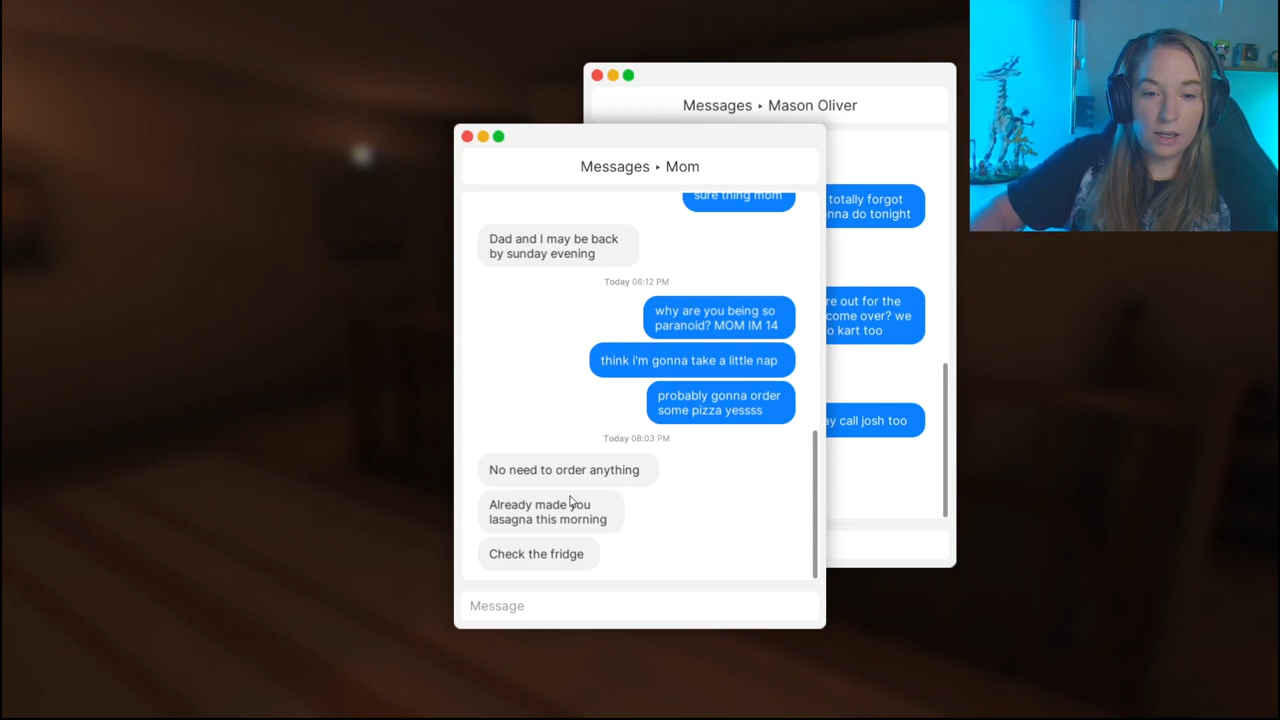 Messages ▸ Mason Oliver
totally forgot
nna do tonight
re out for the
come over? we
o kart too
ay call josh too
Messages ▸ Mom
sure thing mom
Dad and I may be back
by sunday evening
Today 06:12 PM
why are you being so
paranoid? MOM IM 14
think i'm gonna take a little nap
probably gonna order
some pizza yessss
Today 08:03 PM
No need to order anything
Already made you
lasagna this morning
Check the fridge
Message